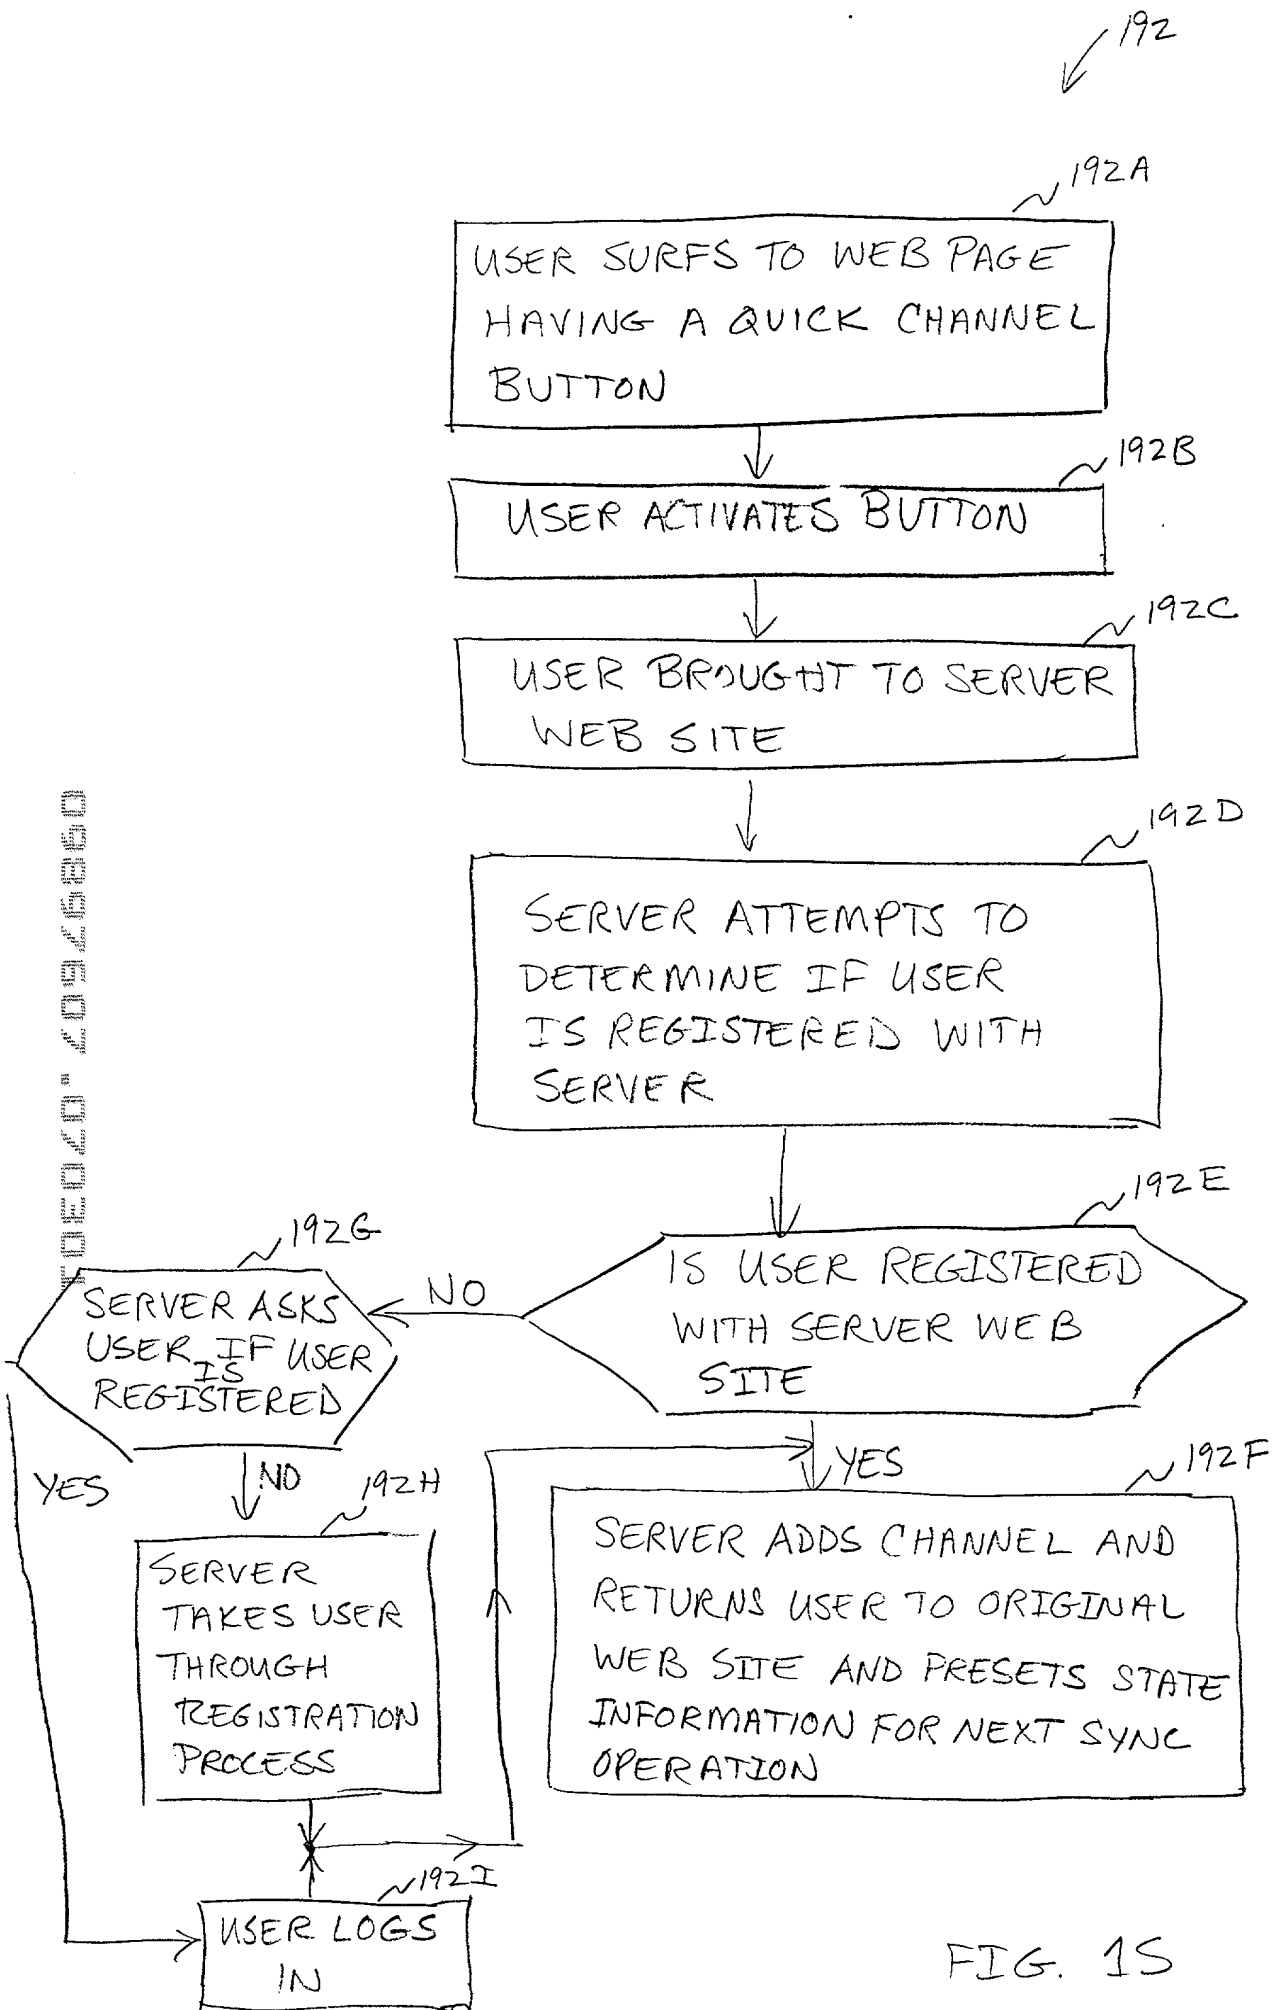 192
192A
USER SURFS TO WEB PAGE
HAVING A QUICK CHANNEL
BUTTON
192B
USER ACTIVATES BUTTON
192C
USER BROUGHT TO SERVER
WEB SITE
192D
SERVER ATTEMPTS TO
DETERMINE IF USER
IS REGISTERED WITH
SERVER
192E
IS USER REGISTERED
WITH SERVER WEB
SITE
NO
192G
SERVER ASKS
USER IF USER
IS
REGISTERED
YES
NO
192H
SERVER
TAKES USER
THROUGH
REGISTRATION
PROCESS
YES
192F
SERVER ADDS CHANNEL AND
RETURNS USER TO ORIGINAL
WEB SITE AND PRESETS STATE
INFORMATION FOR NEXT SYNC
OPERATION
192I
USER LOGS
IN
FIG. 1S
09897607.070301